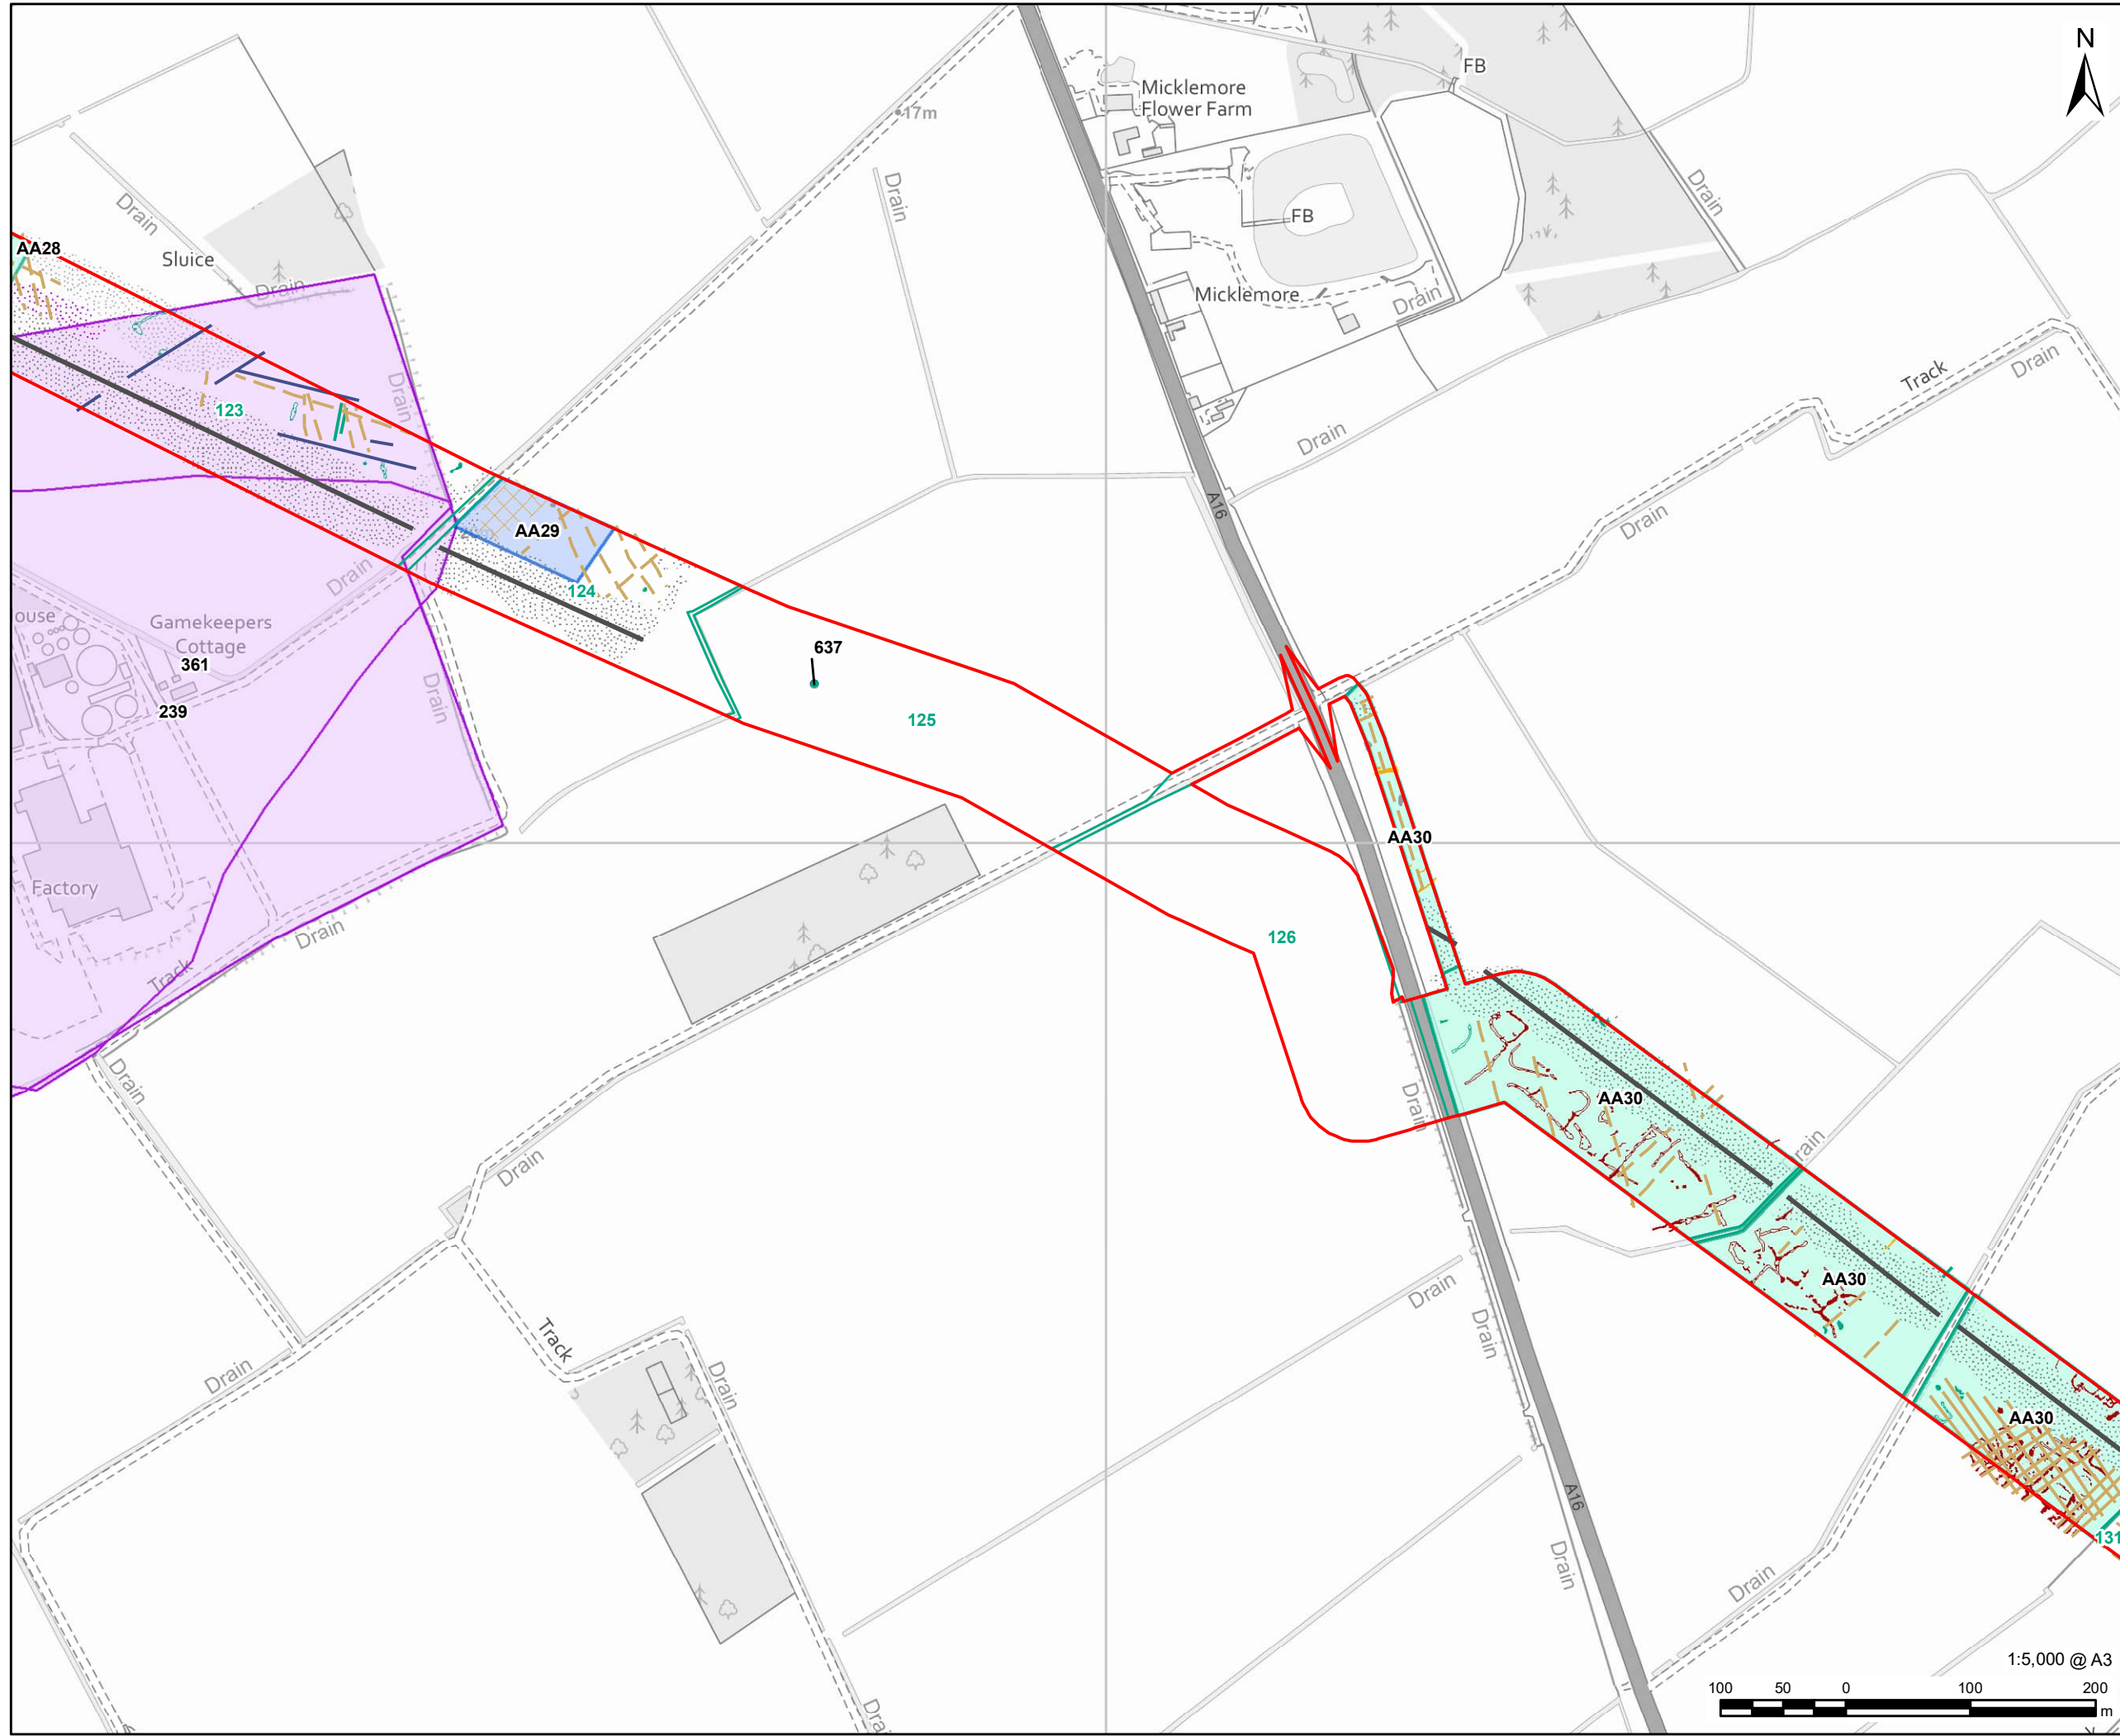 N
FB
Micklemore
Flower Farm
17m
Drain
Drain
Drain
FB
AA28
Sluice
Drain
Micklemore
Drain
Track
Drain
123
Drain
Drain
A16
Drain
AA29
Drain
124
ouse
Gamekeepers
Cottage
361
637
Drain
239
125
AA30
Factory
Drain
126
Track
Drain
Drain
AA30
rain
Drain
AA30
Drain
Drain
Track
Drain
Drain
AA30
A16
131
Drain
Drain
1:5,000 @ A3
100 50 0 100 200
m
Drai